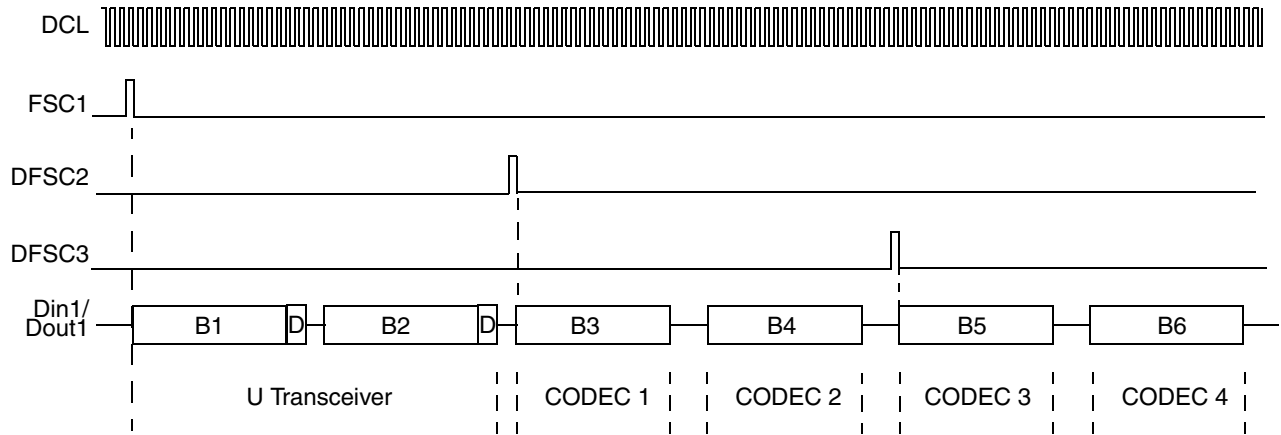 DCL
FSC1
DFSC2
DFSC3
Din1/
Dout1
B1 D B2 D B3 B4 B5 B6
U Transceiver CODEC 1 CODEC 2 CODEC 3 CODEC 4